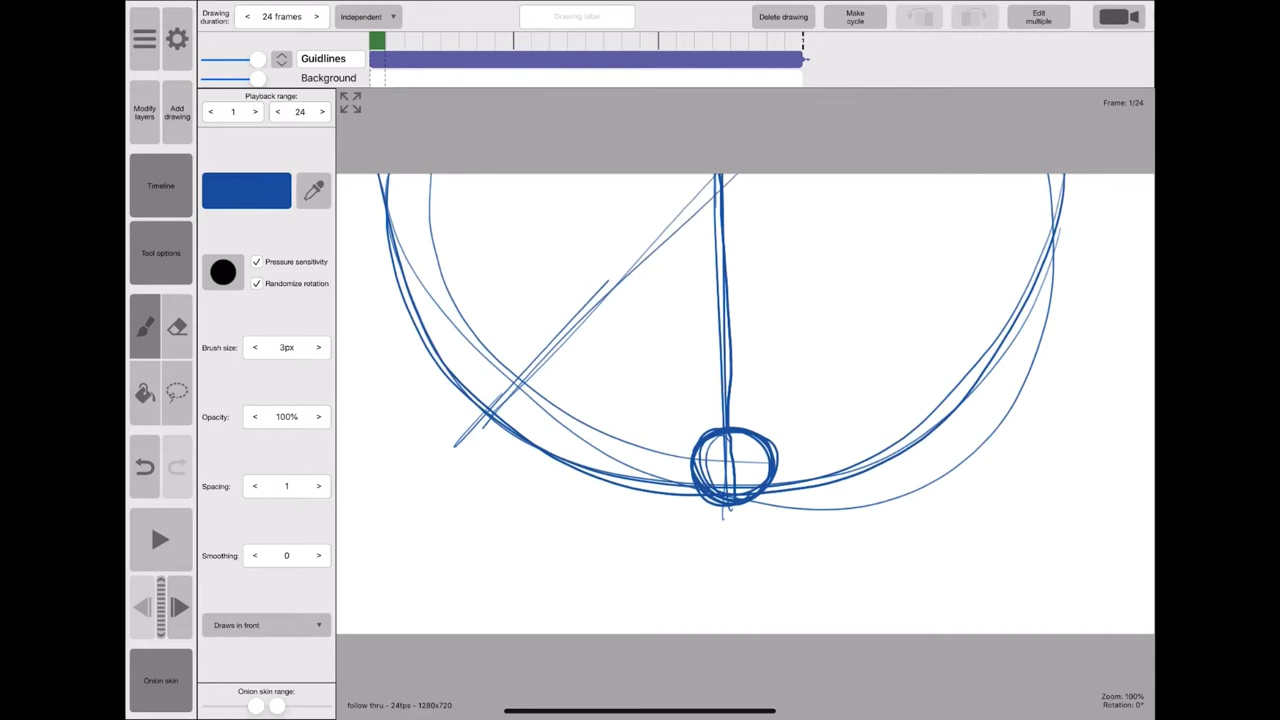 Drawing duration:
< 24 frames >
Independent
Drawing label
Delete drawing
Make cycle
Edit multiple
Guidlines
Background
Modify layers
Add drawing
Playback range:
< 1 >
< 24 >
Frame: 1/24
Timeline
Tool options
Pressure sensitivity
Randomize rotation
Brush size:
< 3px >
Opacity:
< 100% >
Spacing:
< 1 >
Smoothing:
< 0 >
Draws in front
Onion skin
Onion skin range:
follow thru - 24fps - 1280x720
Zoom: 100%
Rotation: 0°